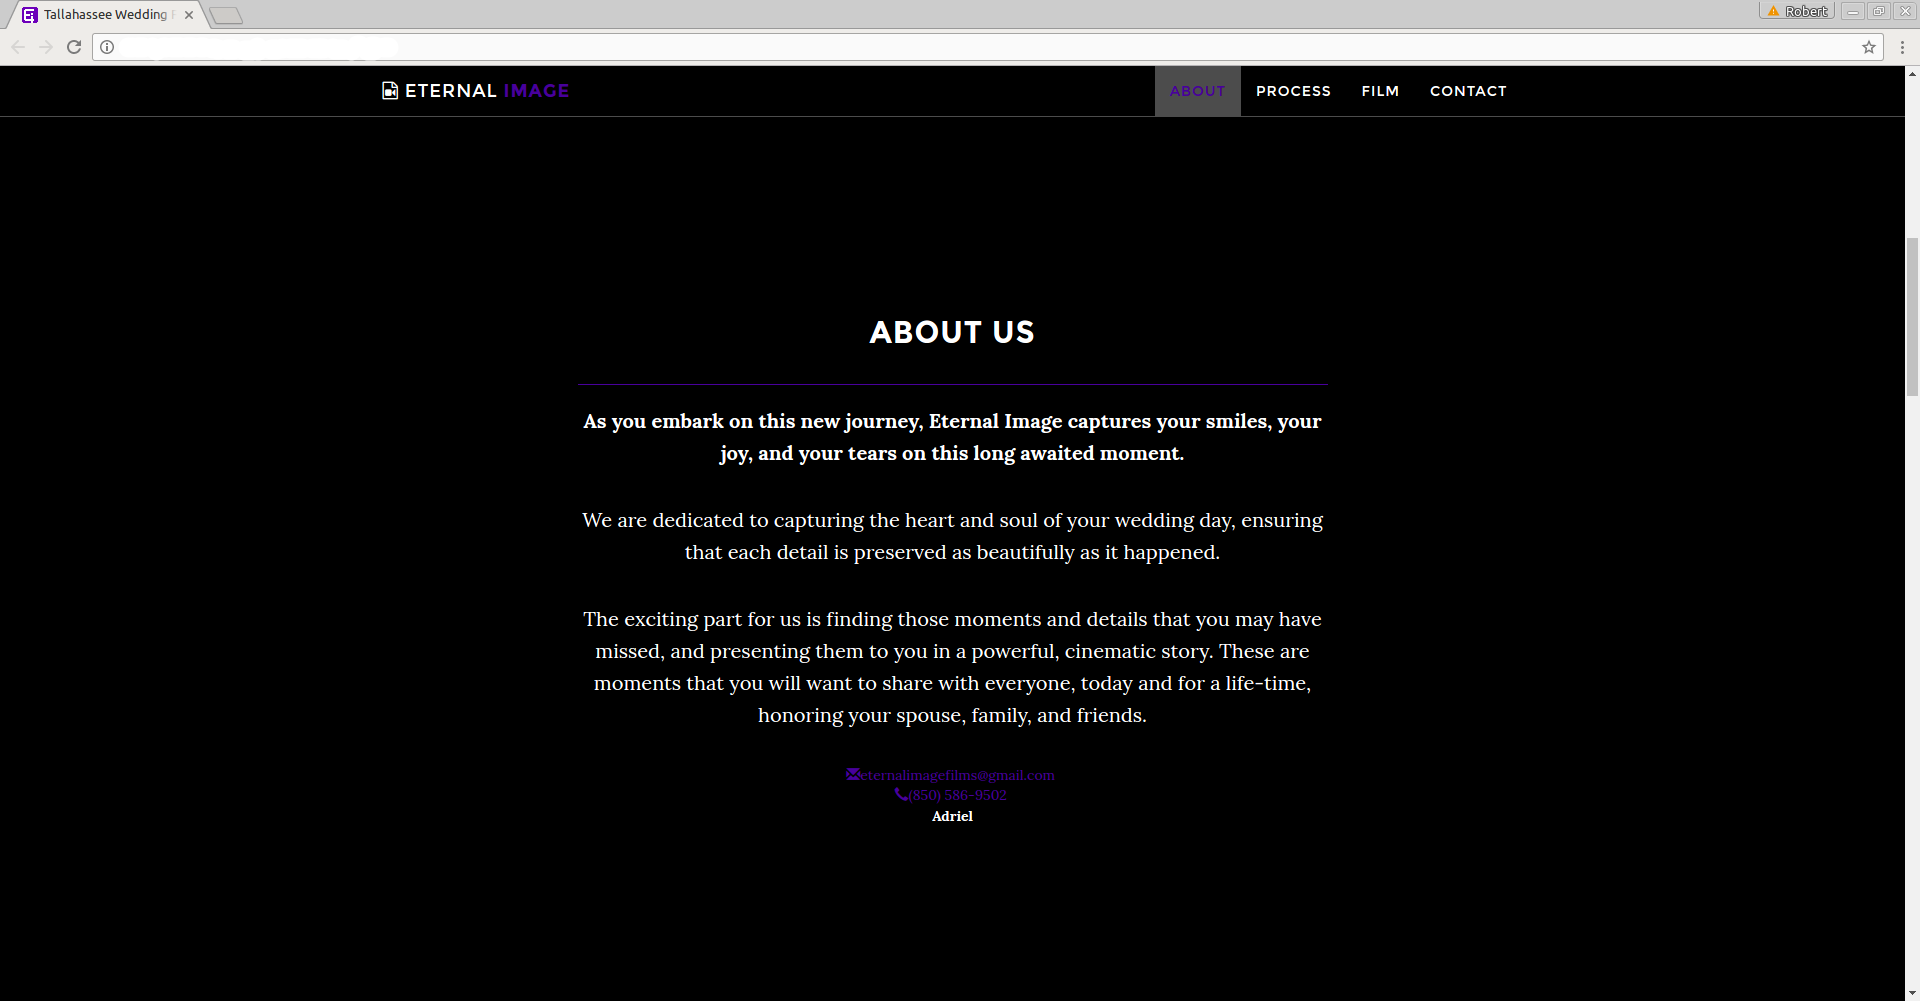 Tallahassee Wedding
Robert
ETERNAL IMAGE
ABOUT
PROCESS
FILM
CONTACT
ABOUT US
As you embark on this new journey, Eternal Image captures your smiles, your
joy, and your tears on this long awaited moment.
We are dedicated to capturing the heart and soul of your wedding day, ensuring
that each detail is preserved as beautifully as it happened.
The exciting part for us is finding those moments and details that you may have
missed, and presenting them to you in a powerful, cinematic story. These are
moments that you will want to share with everyone, today and for a life-time,
honoring your spouse, family, and friends.
eternalimagefilms@gmail.com
(850) 586-9502
Adriel